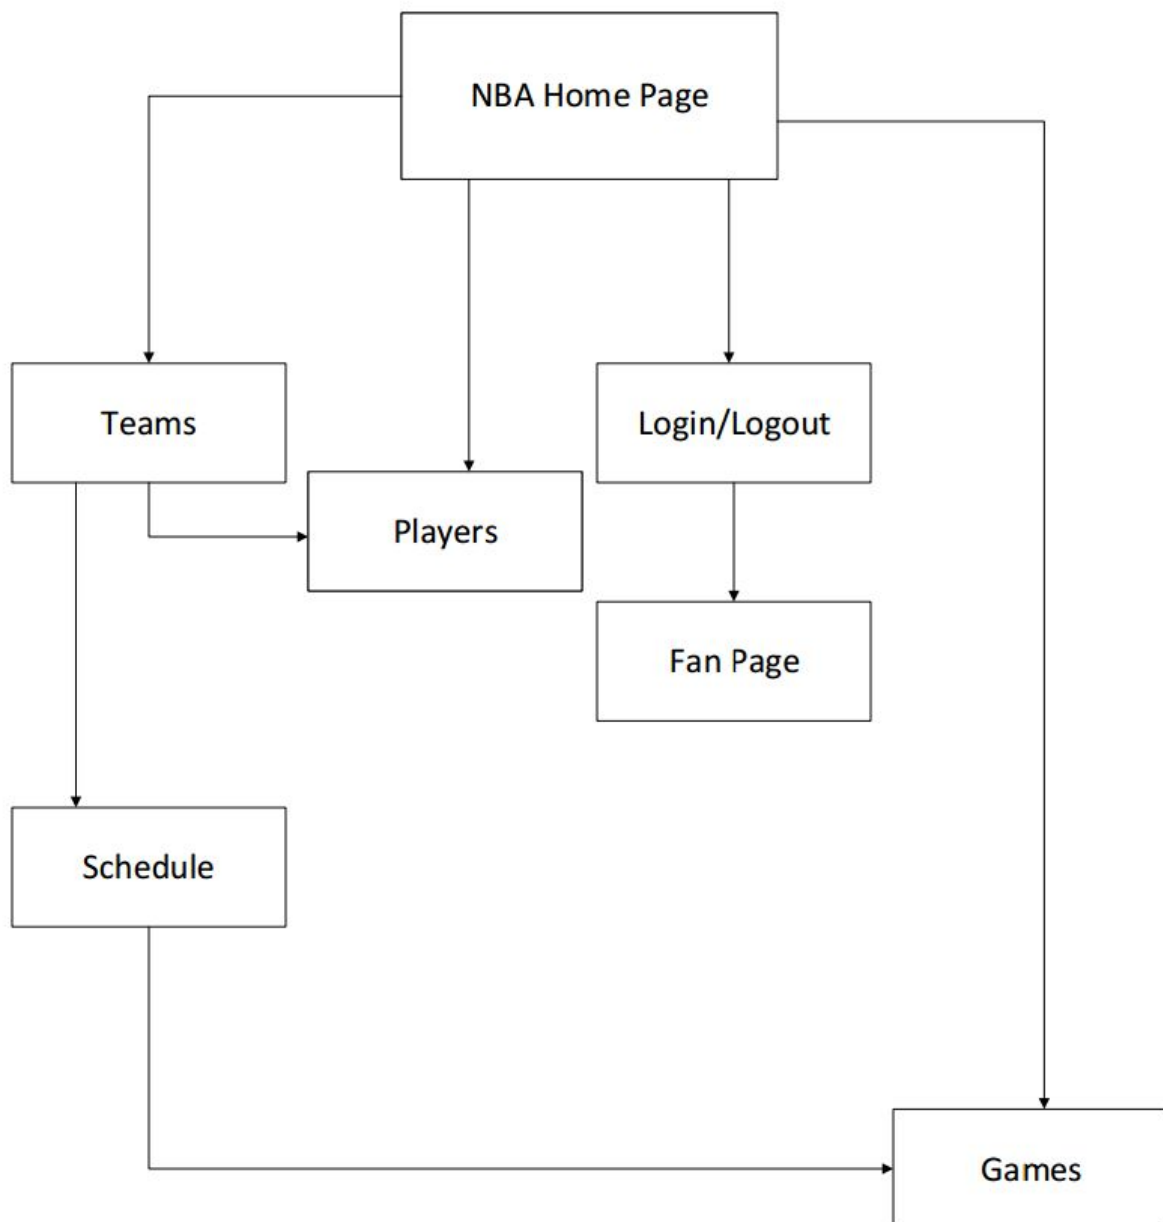 NBA Home Page
Teams
Login/Logout
Players
Fan Page
Schedule
Games